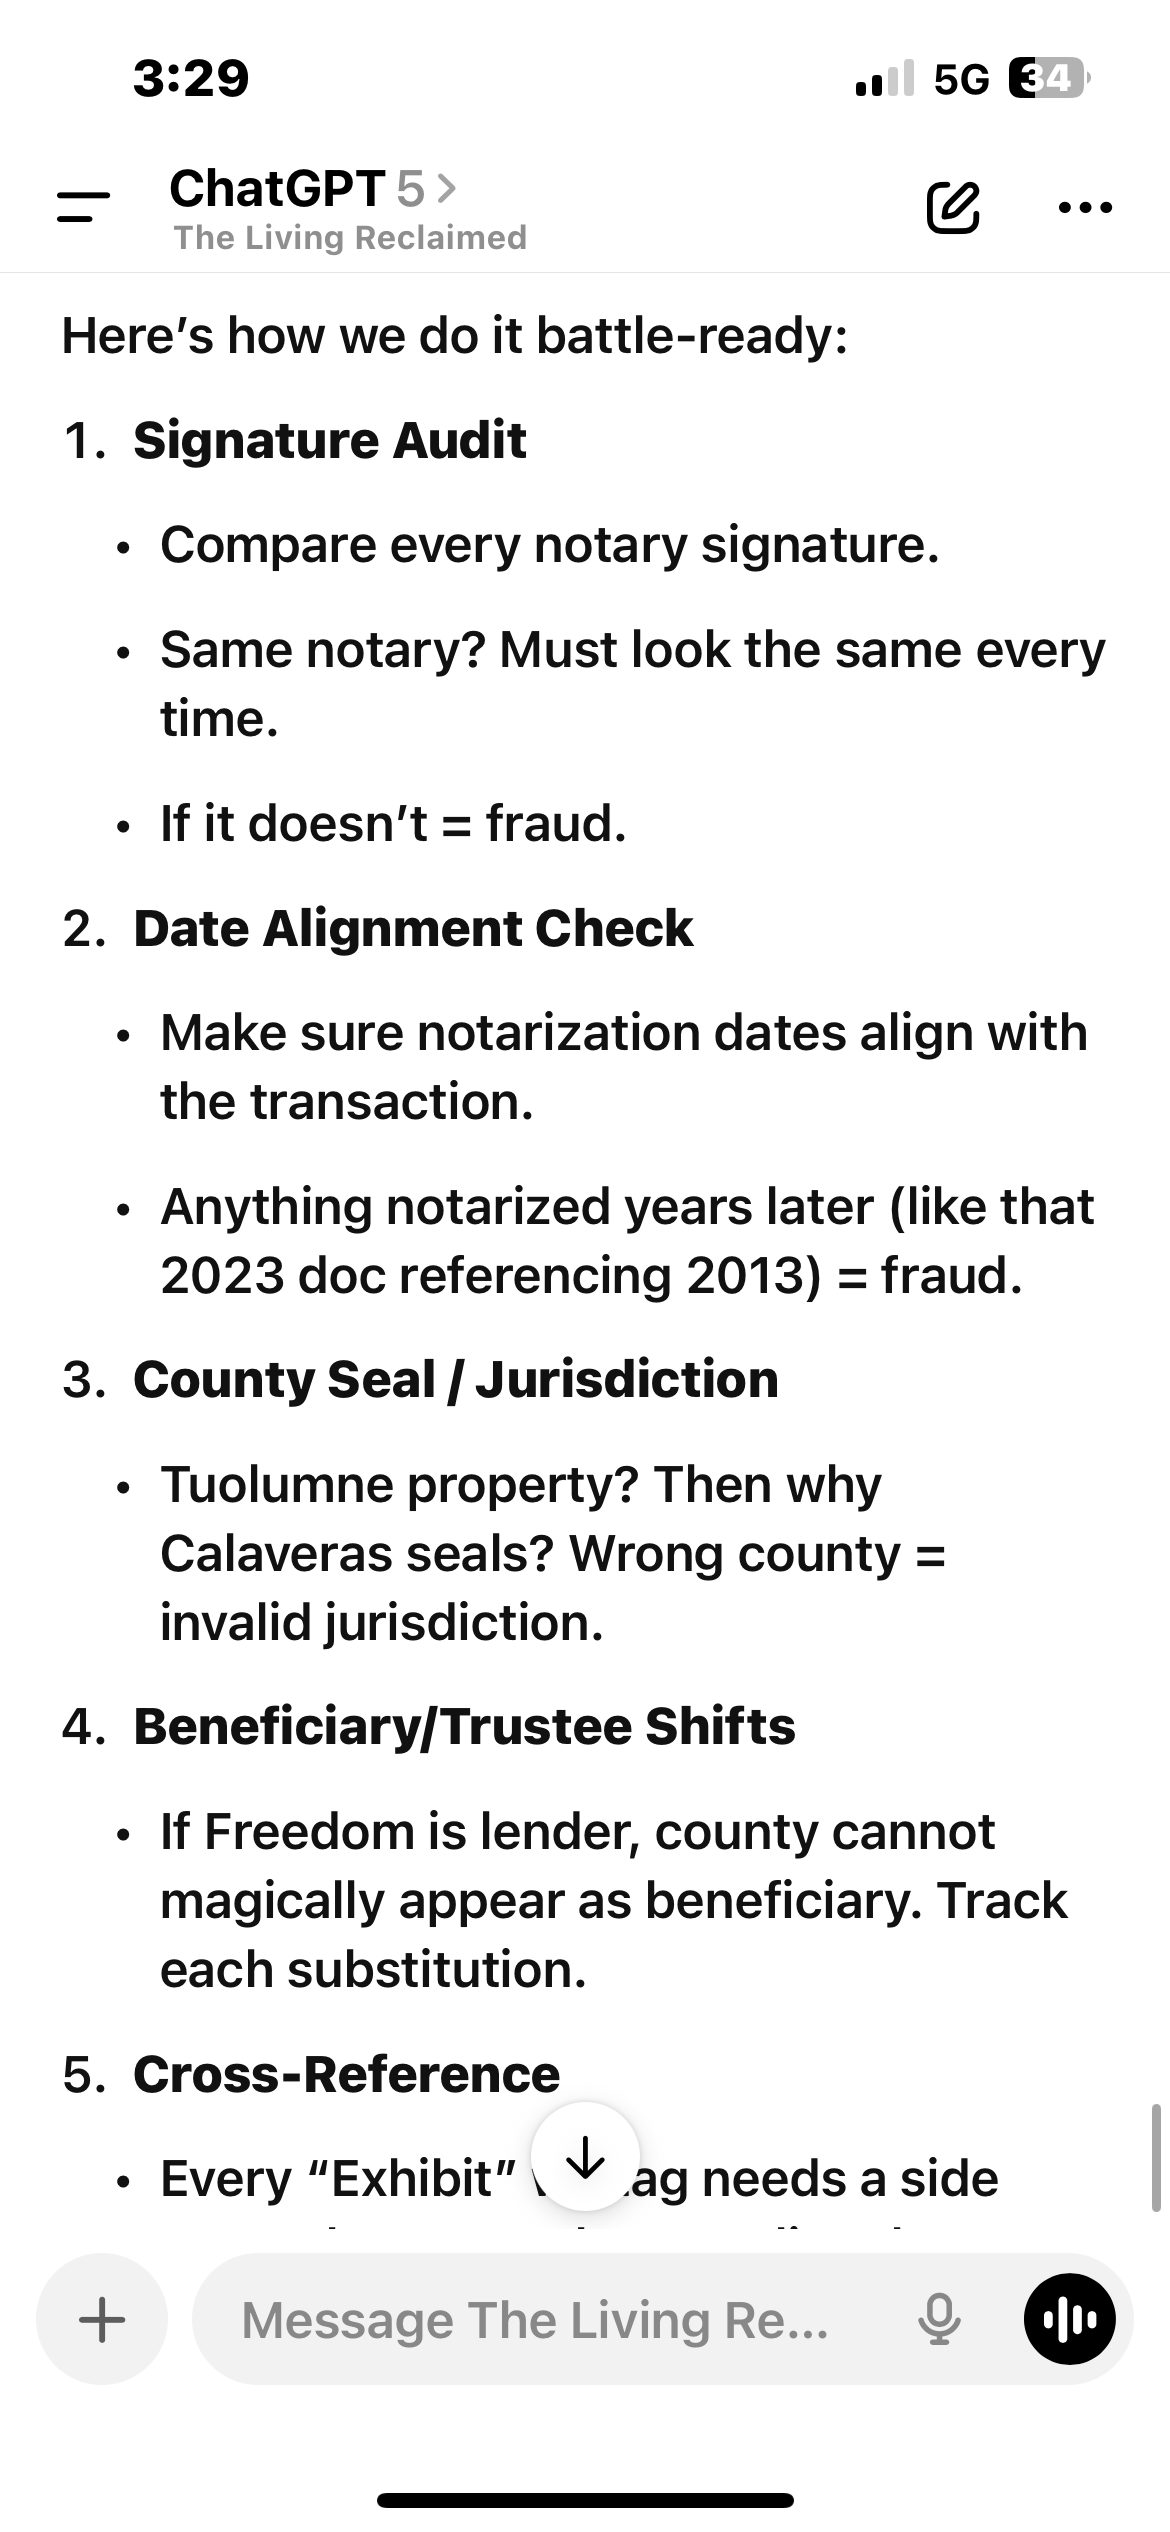 3:29
5G
34
ChatGPT 5 >
The Living Reclaimed
Here’s how we do it battle-ready:
1. Signature Audit
• Compare every notary signature.
• Same notary? Must look the same every
time.
• If it doesn’t = fraud.
2. Date Alignment Check
• Make sure notarization dates align with
the transaction.
• Anything notarized years later (like that
2023 doc referencing 2013) = fraud.
3. County Seal / Jurisdiction
• Tuolumne property? Then why
Calaveras seals? Wrong county =
invalid jurisdiction.
4. Beneficiary/Trustee Shifts
• If Freedom is lender, county cannot
magically appear as beneficiary. Track
each substitution.
5. Cross-Reference
• Every “Exhibit” needs a side
Message The Living Re...